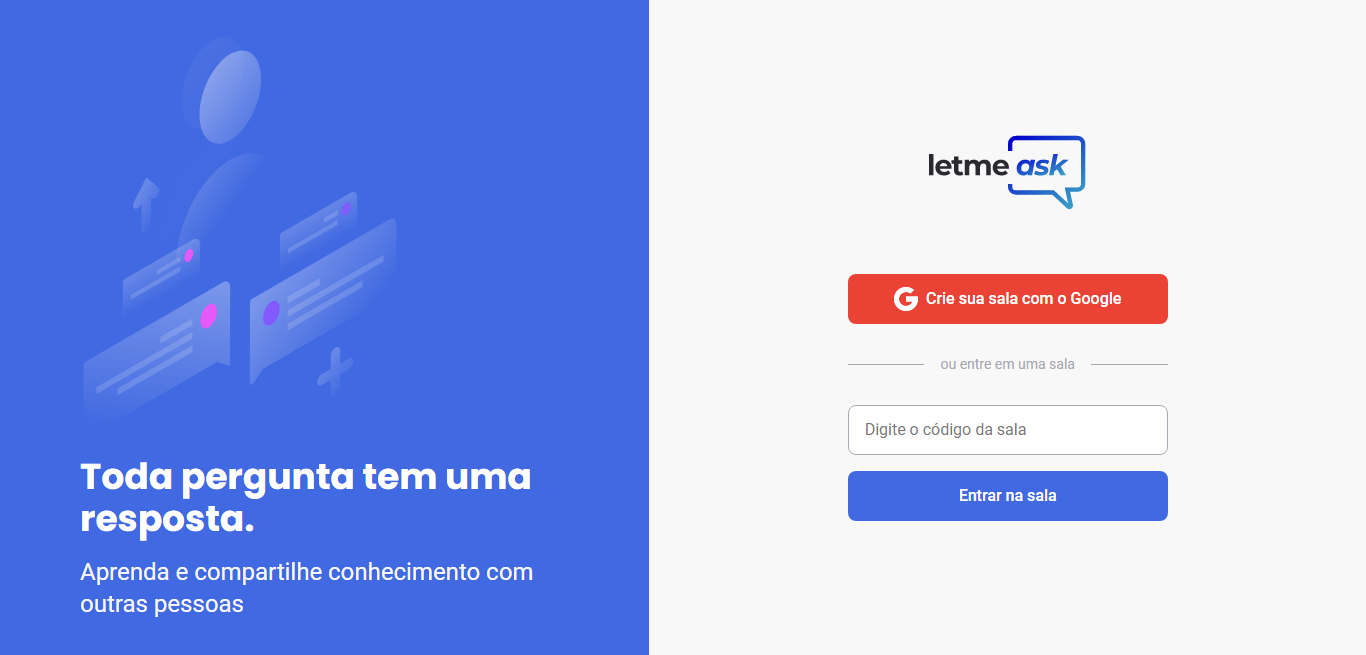 Toda pergunta tem uma
resposta.
Aprenda e compartilhe conhecimento com
outras pessoas
letme ask
Crie sua sala com o Google
ou entre em uma sala
Digite o código da sala
Entrar na sala